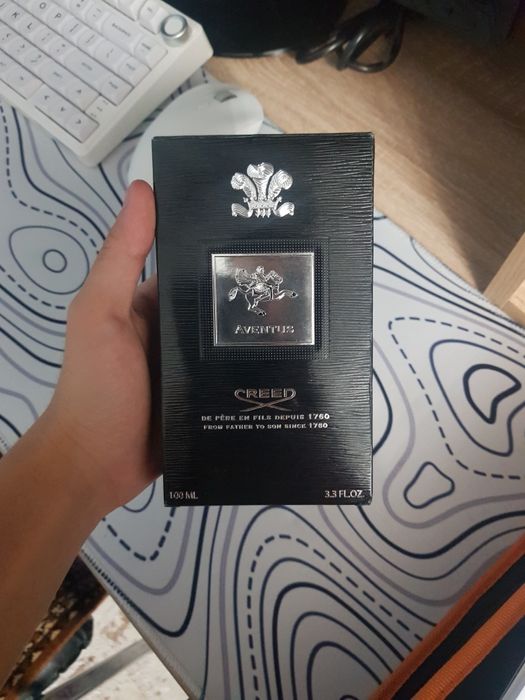 AVENTUS
CREED
DE PÈRE EN FILS DEPUIS 1760
FROM FATHER TO SON SINCE 1760
100 ML 3.3 FL.OZ.